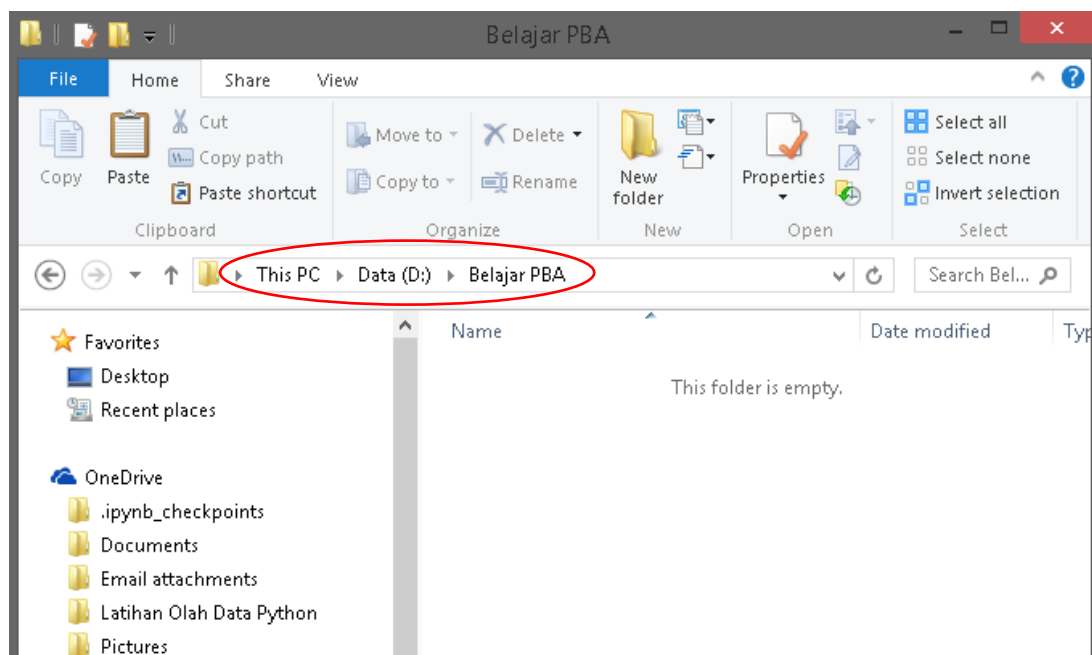 Belajar PBA
File Home Share View
Copy
Paste
Cut
Copy path
Paste shortcut
Clipboard
Move to
Copy to
Delete
Rename
Organize
New folder
New
Properties
Open
Select all
Select none
Invert selection
Select
This PC Data (D:) Belajar PBA
Search Bel...
Favorites
Desktop
Recent places
OneDrive
.ipynb_checkpoints
Documents
Email attachments
Latihan Olah Data Python
Pictures
Name Date modified Typ
This folder is empty.